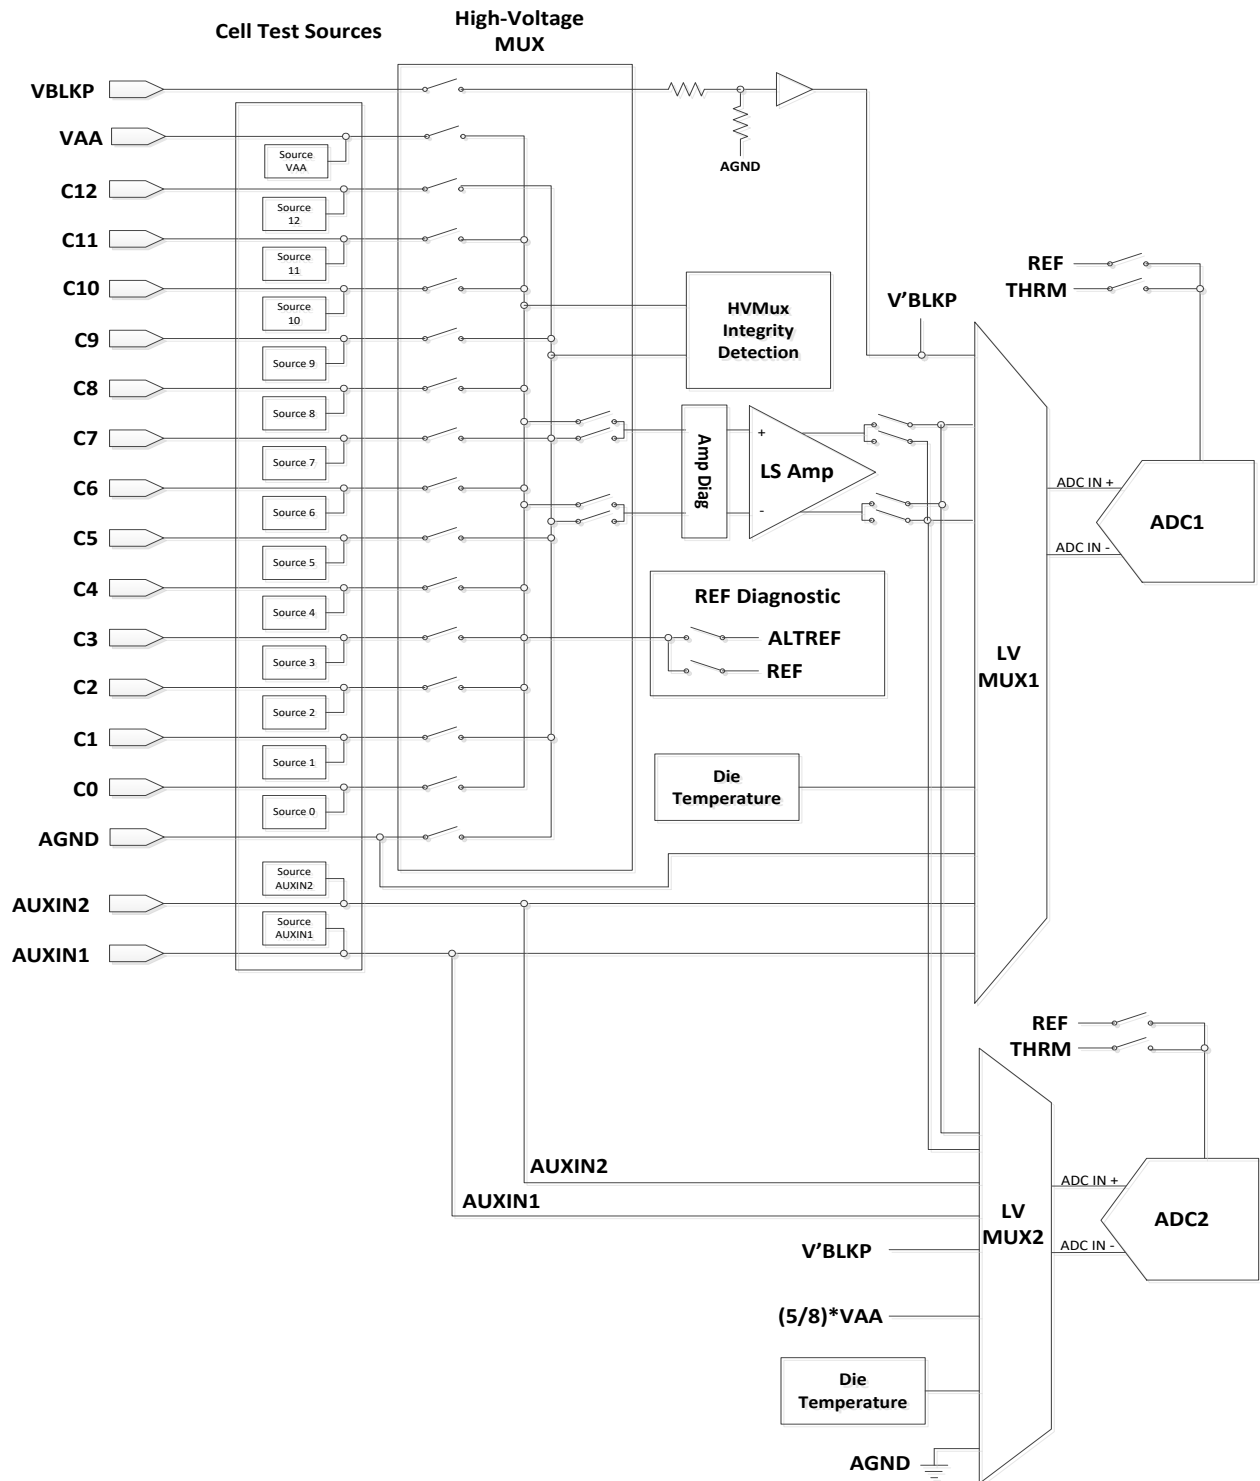 Cell Test Sources
High-Voltage
MUX
VBLKP
VAA
Source
VAA
AGND
C12
Source
12
C11
Source
11
C10
Source
10
C9
Source 9
C8
Source 8
C7
Source 7
C6
Source 6
C5
Source 5
C4
Source 4
C3
Source 3
C2
Source 2
C1
Source 1
C0
Source 0
AGND
Source
AUXIN2
AUXIN2
Source
AUXIN1
AUXIN1
HVMux
Integrity
Detection
V'BLKP
REF
THRM
Amp Diag
+
LS Amp
-
ADC IN +
ADC1
ADC IN -
REF Diagnostic
ALTREF
REF
LV
MUX1
Die
Temperature
REF
THRM
AUXIN2
AUXIN1
LV
MUX2
ADC IN +
ADC2
ADC IN -
V'BLKP
(5/8)*VAA
Die
Temperature
AGND